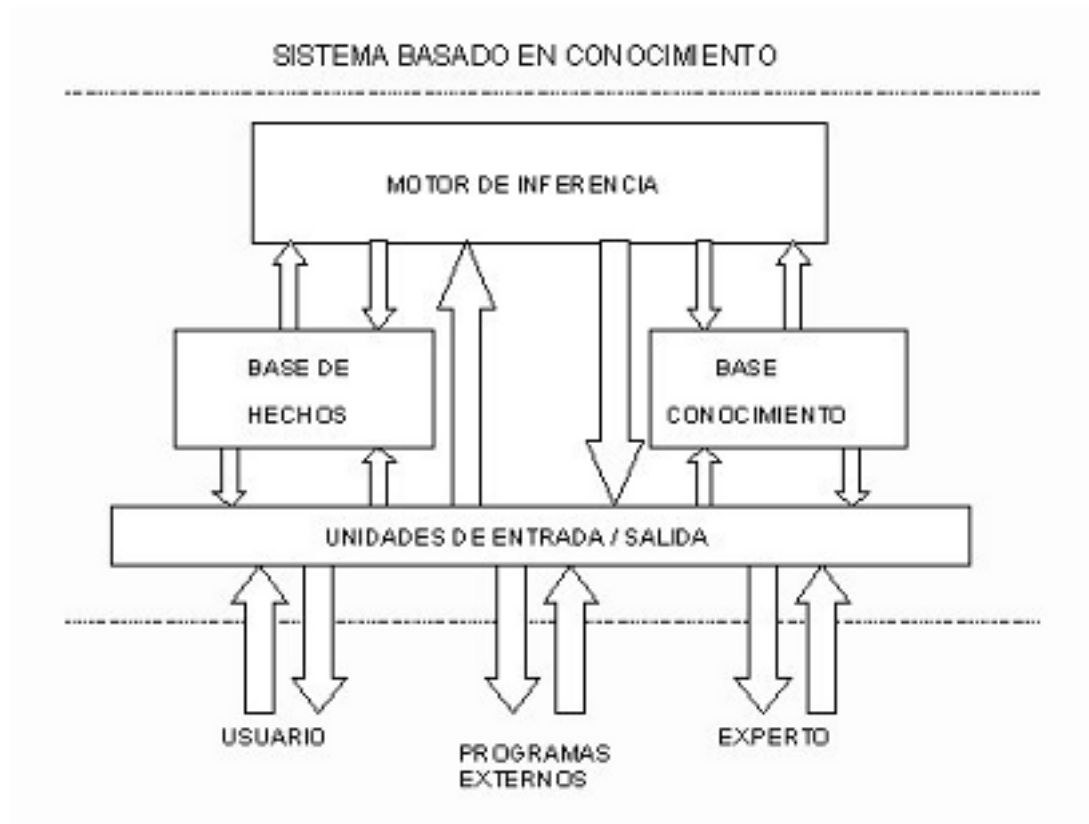 SISTEMA BASADO EN CONOCIMIENTO
MOTOR DE INFERENCIA
BASE DE
HECHOS
BASE
CONOCIMIENTO
UNIDADES DE ENTRADA / SALIDA
USUARIO
PROGRAMAS
EXTERNOS
EXPERTO